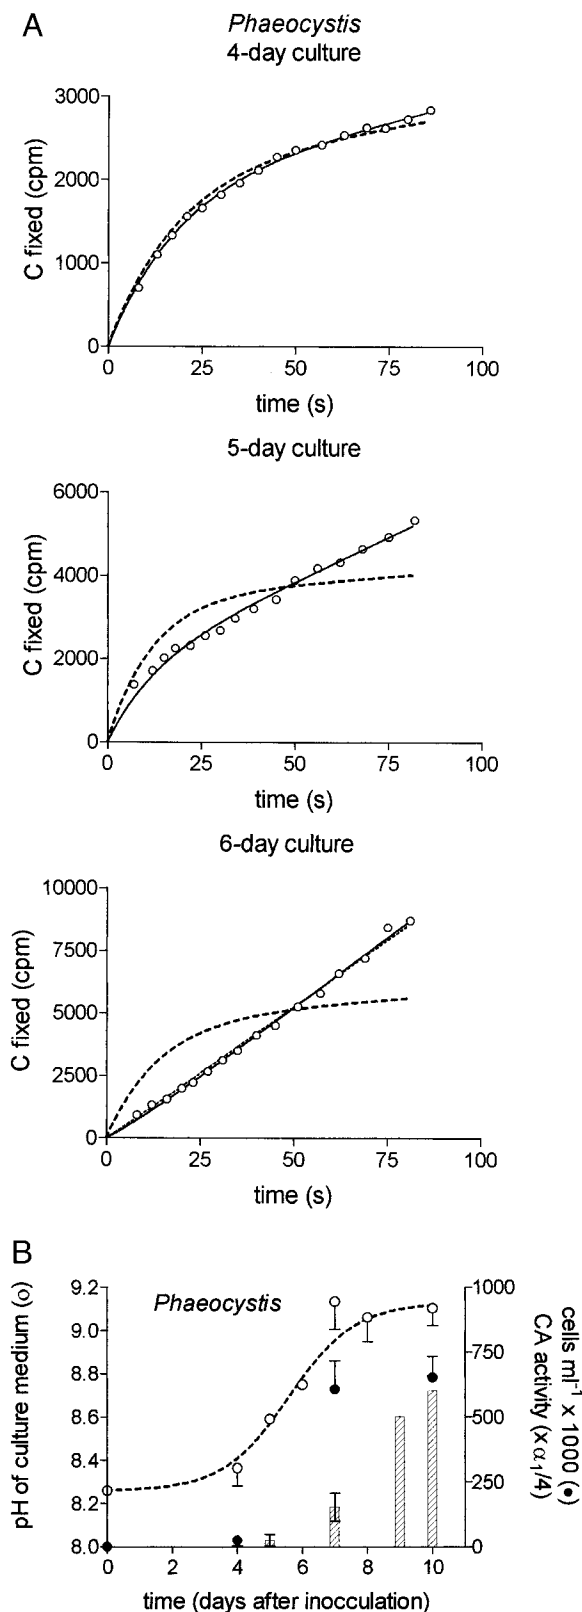 A
Phaeocystis
4-day culture
3000
2000
1000
0
C fixed (cpm)
0 25 50 75 100
time (s)
5-day culture
6000
4000
2000
0
C fixed (cpm)
0 25 50 75 100
time (s)
6-day culture
10000
7500
5000
2500
0
C fixed (cpm)
0 25 50 75 100
time (s)
B
Phaeocystis
9.2
9.0
8.8
8.6
8.4
8.2
8.0
pH of culture medium (o)
1000
750
500
250
0
cells ml⁻¹ x 1000 (●)
CA activity (x α₁/4)
0 2 4 6 8 10
time (days after inocculation)